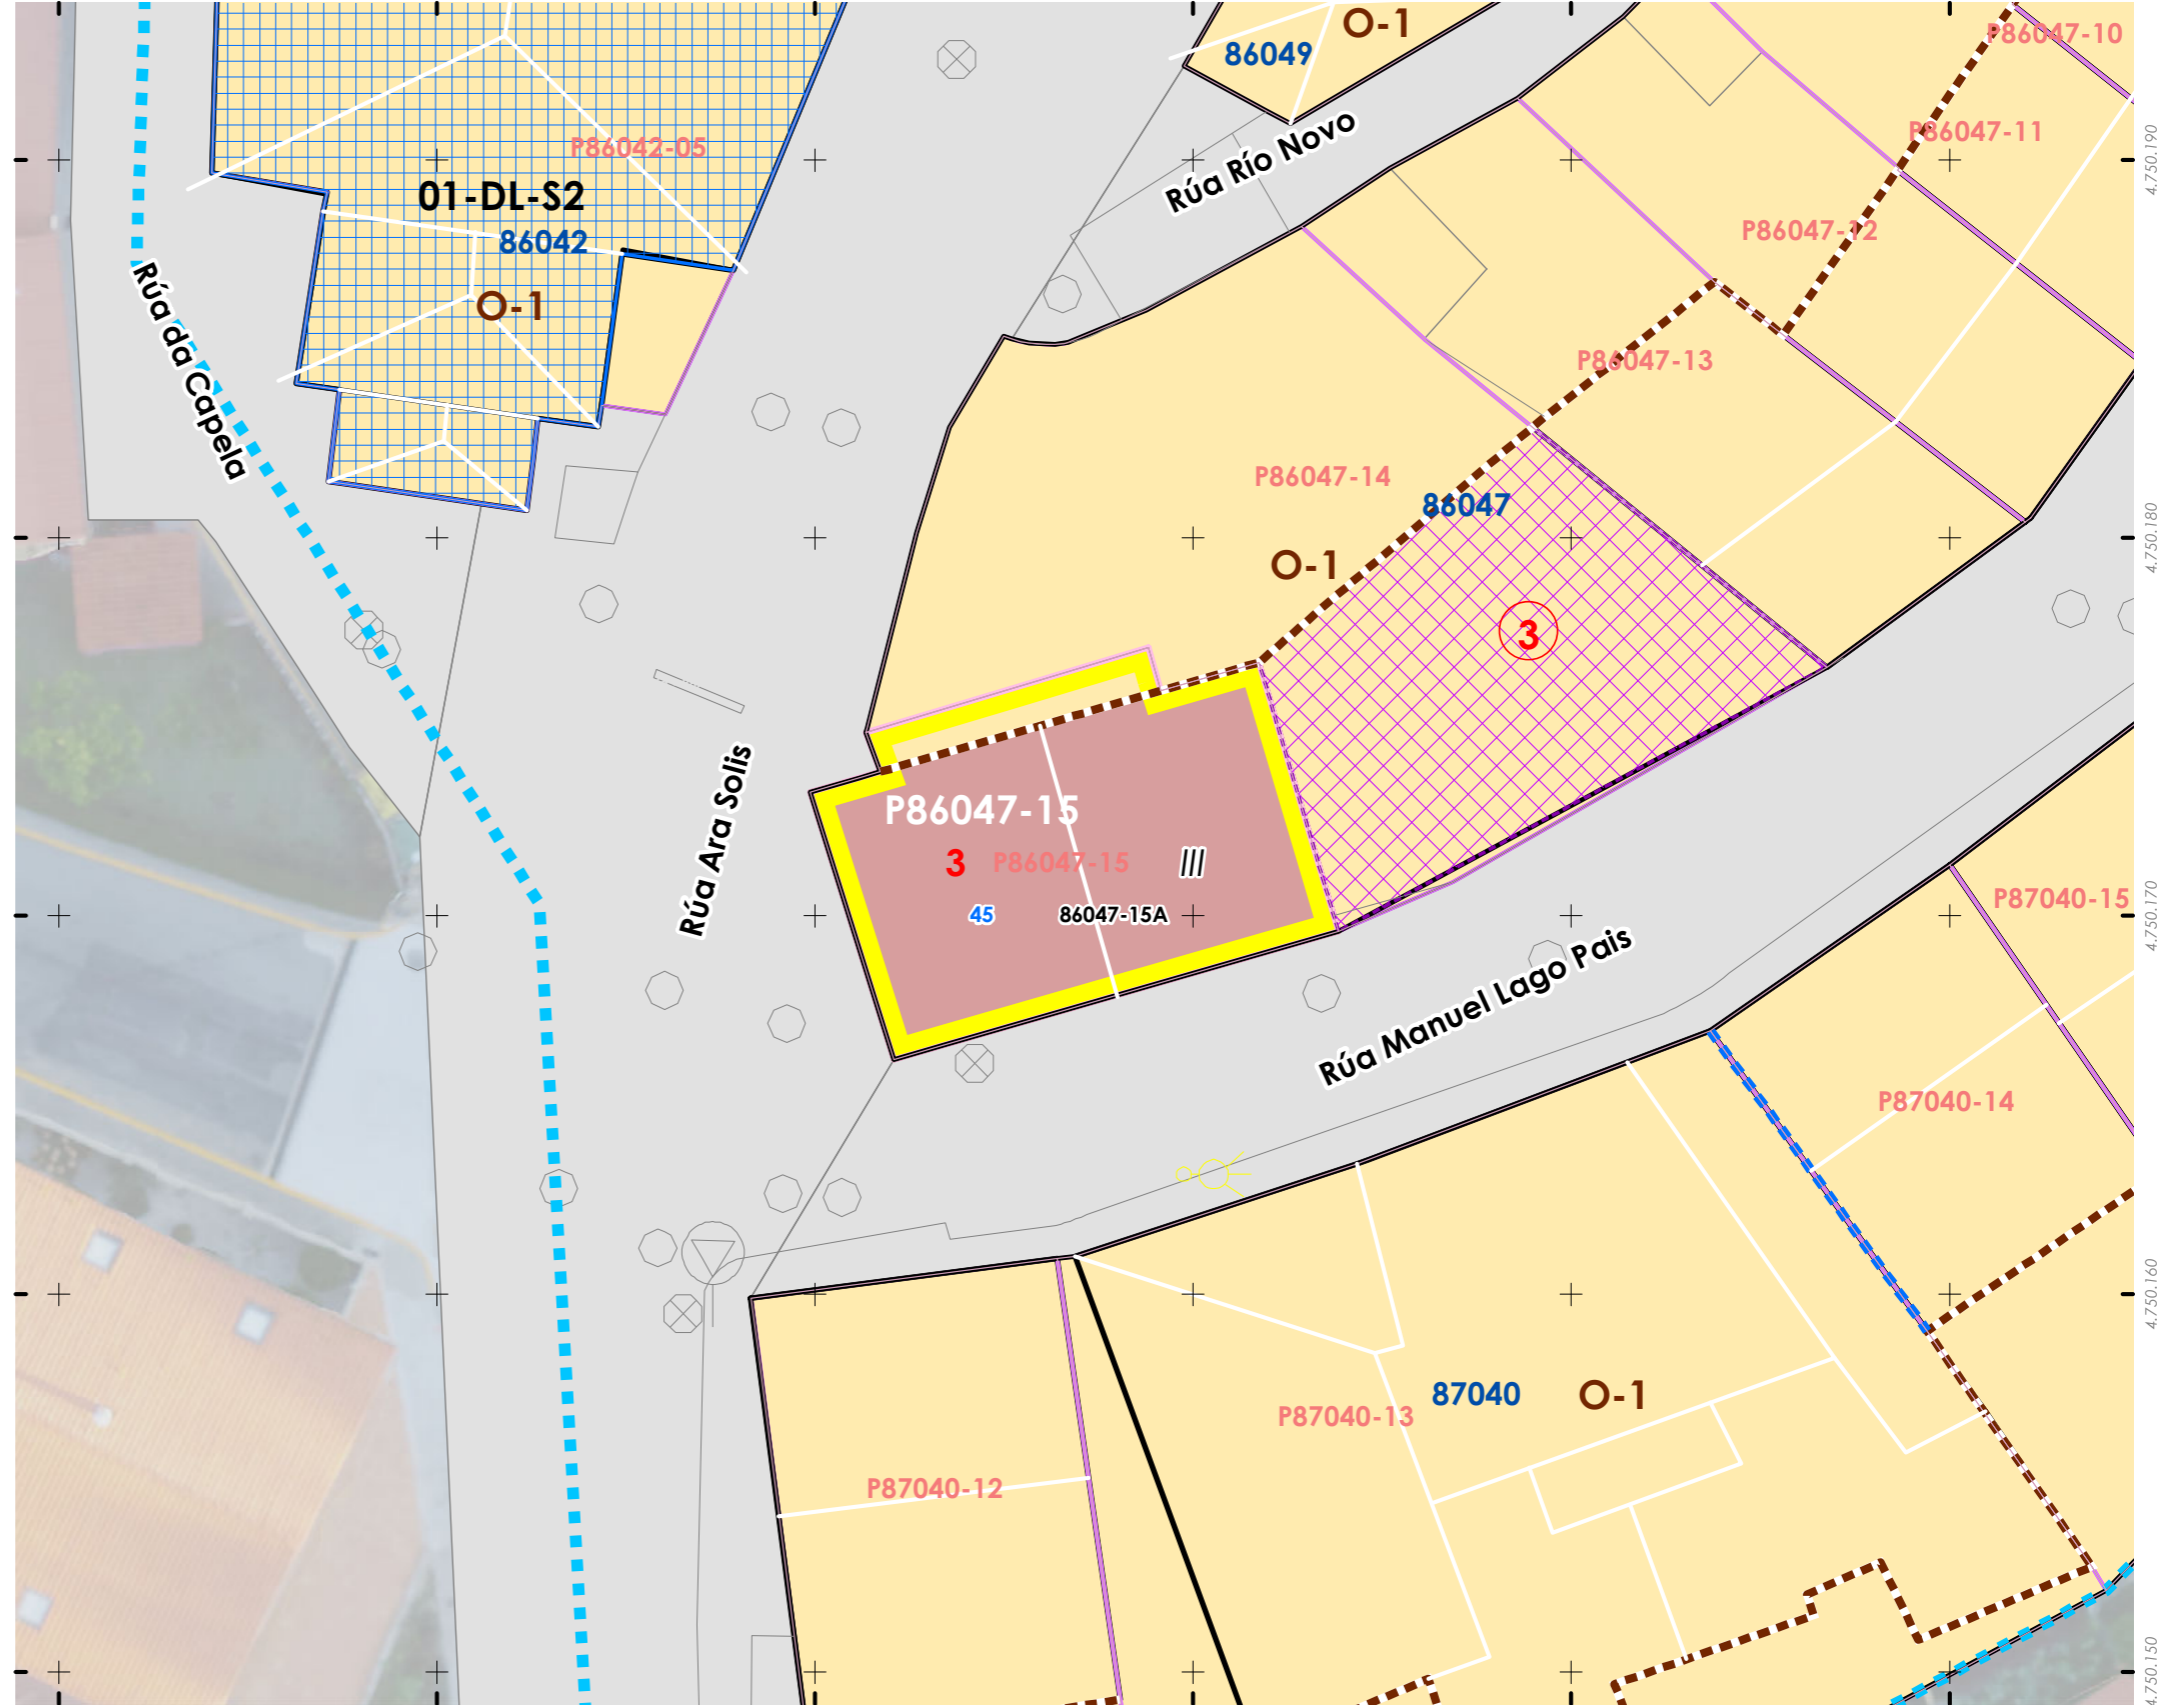 O-1
86049
P86047-10
P86047-11
4.750.190
Rúa Río Novo
P86042-05
01-DL-S2
86042
O-1
P86047-12
Rúa da Capela
P86047-13
P86047-14
86047
4.750.180
O-1
3
P86047-15
3 P86047-15 III
45 86047-15A
Rúa Ara Solis
P87040-15
4.750.170
Rúa Manuel Lago Pais
P87040-14
4.750.160
87040 O-1
P87040-13
P87040-12
4.750.150